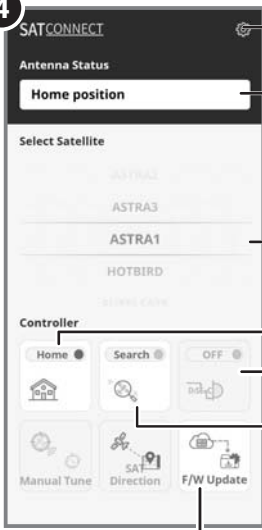 4
SATCONNECT
Antenna Status
Home position
Select Satellite
ASTRA2
ASTRA3
ASTRA1
HOTBIRD
Controller
Home Search OFF
DiSEqC
Manual Tune SAT Direction F/W Update